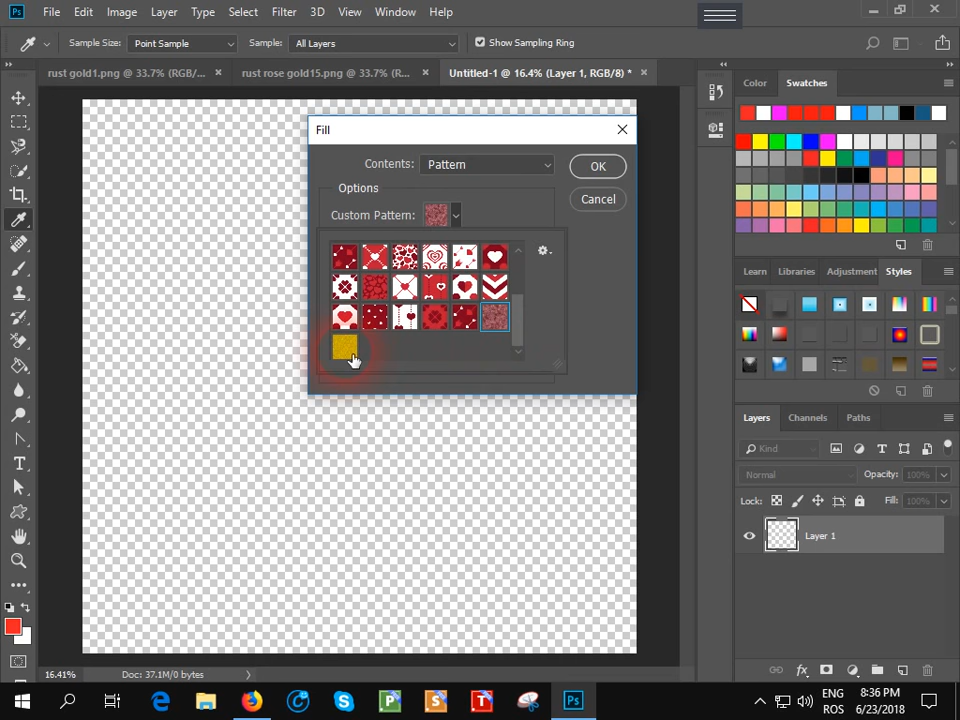 Ps File Edit Image Layer Type Select Filter 3D View Window Help
Sample Size: Point Sample Sample: All Layers Show Sampling Ring
rust gold1.png @ 33.7% (RGB/... × rust rose gold15.png @ 33.7% (R... × Untitled-1 @ 16.4% (Layer 1, RGB/8) * ×
Color Swatches
Fill
Contents: Pattern OK
Options
Cancel
Custom Pattern:
Learn Libraries Adjustment Styles
Layers Channels Paths
Kind
Normal Opacity: 100%
Lock: Fill: 100%
Layer 1
16.41% Doc: 37.1M/0 bytes
ENG 8:36 PM
ROS 6/23/2018